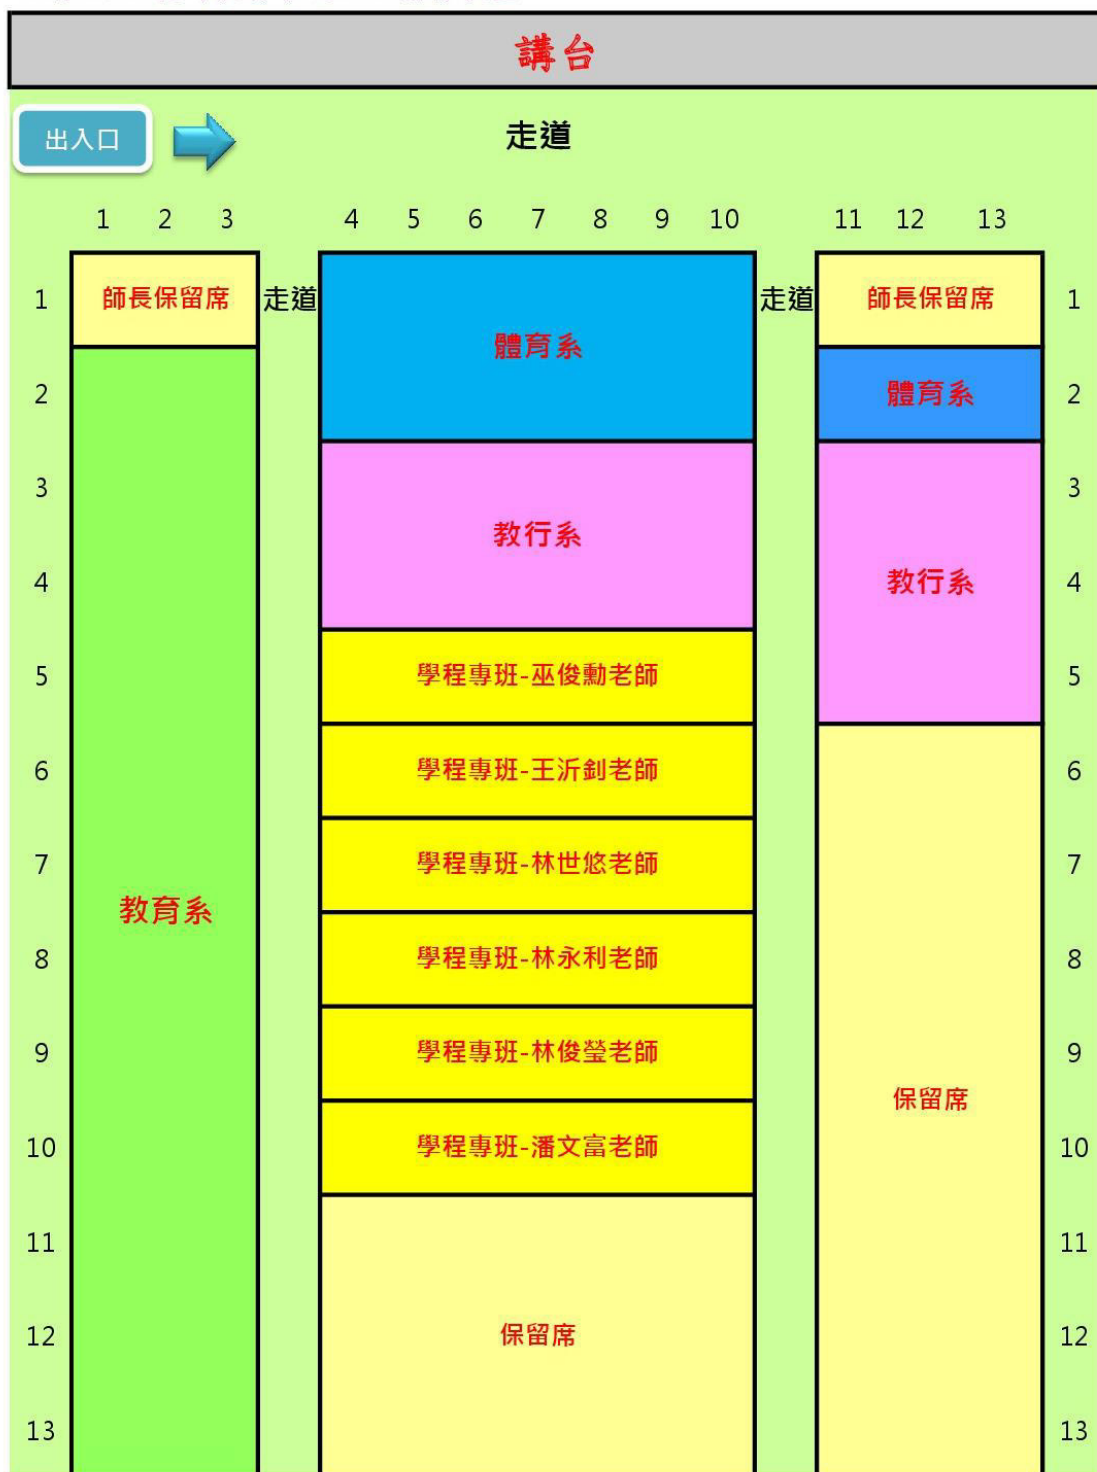 講台
出入口
走道
1 2 3 4 5 6 7 8 9 10 11 12 13
1 師長保留席 走道 體育系 走道 師長保留席 1
2 體育系 2
3 教行系 3
4 教行系 4
5 學程專班-巫俊勳老師 5
6 學程專班-王沂釗老師 6
7 學程專班-林世悠老師 7
教育系
8 學程專班-林永利老師 8
9 學程專班-林俊瑩老師 9
保留席
10 學程專班-潘文富老師 10
11 11
12 保留席 12
13 13